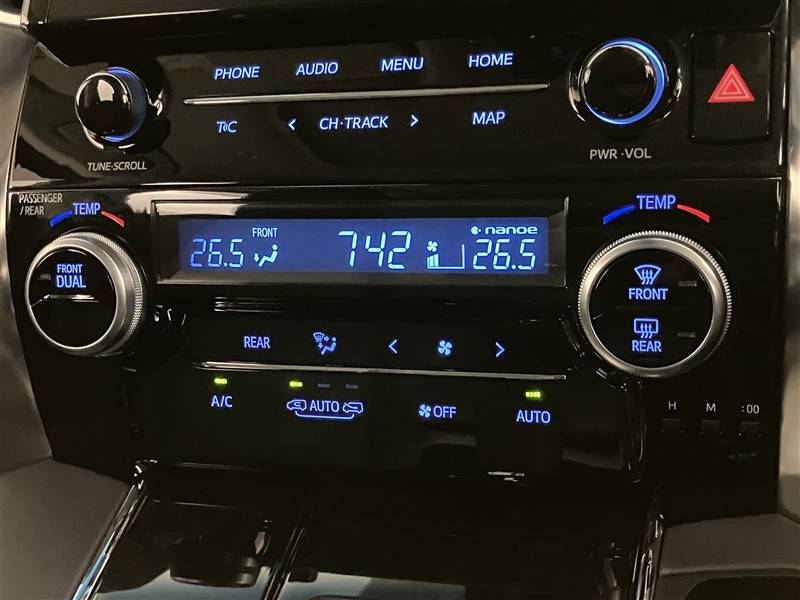 PHONE AUDIO MENU HOME
CH·TRACK MAP
TUNE·SCROLL PWR·VOL
PASSENGER
/REAR
TEMP TEMP
FRONT
DUAL
26.5 FRONT 742 nanoe 26.5
FRONT
REAR
REAR
A/C AUTO OFF AUTO
H M :00